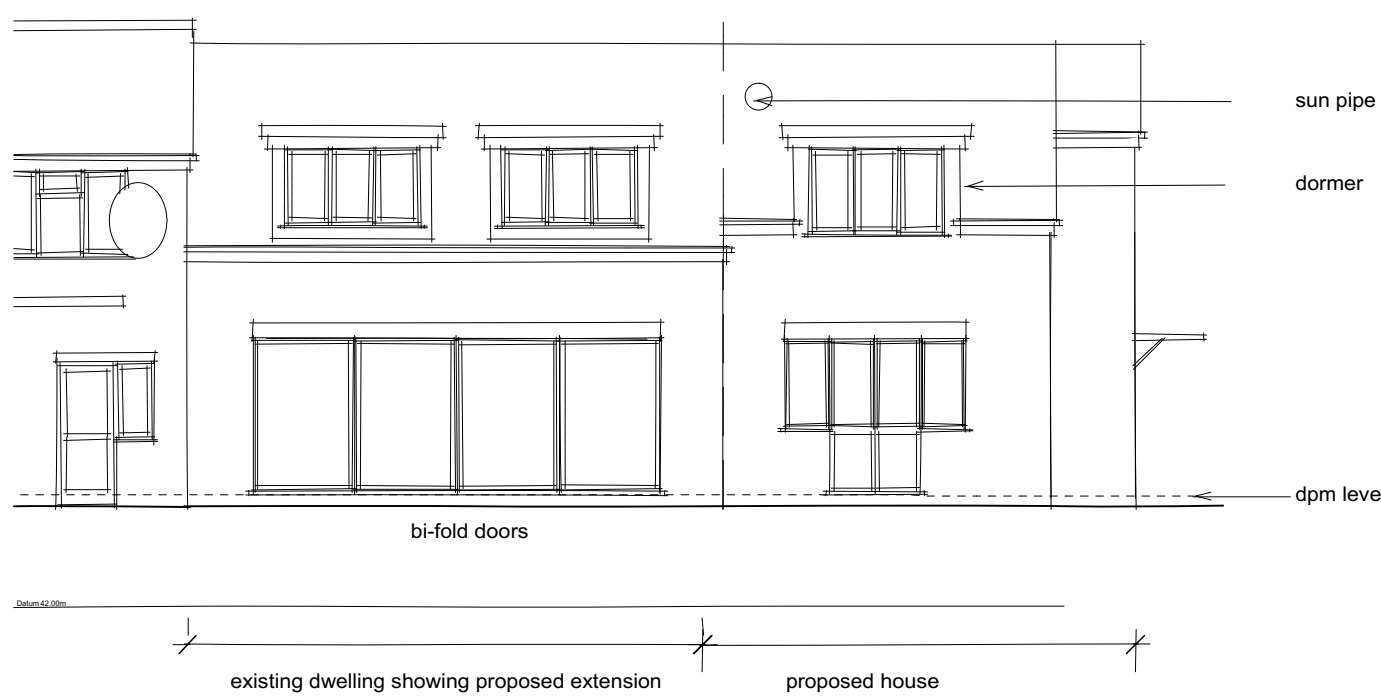 sun pipe
dormer
dpm leve
bi-fold doors
Datum 42.00m
existing dwelling showing proposed extension
proposed house